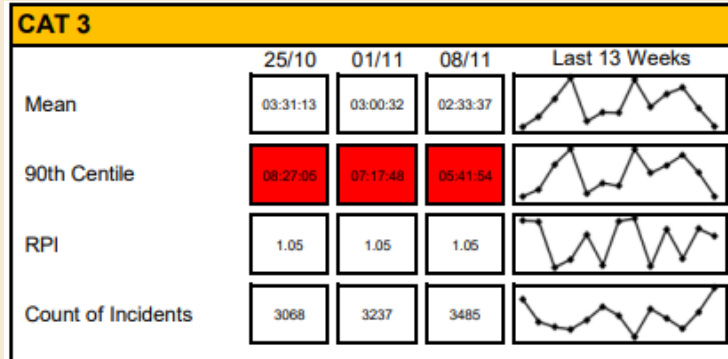 CAT 3
25/10 01/11 08/11 Last 13 Weeks
Mean 03:31:13 03:00:32 02:33:37
90th Centile 08:27:05 07:17:48 05:41:54
RPI 1.05 1.05 1.05
Count of Incidents 3068 3237 3485